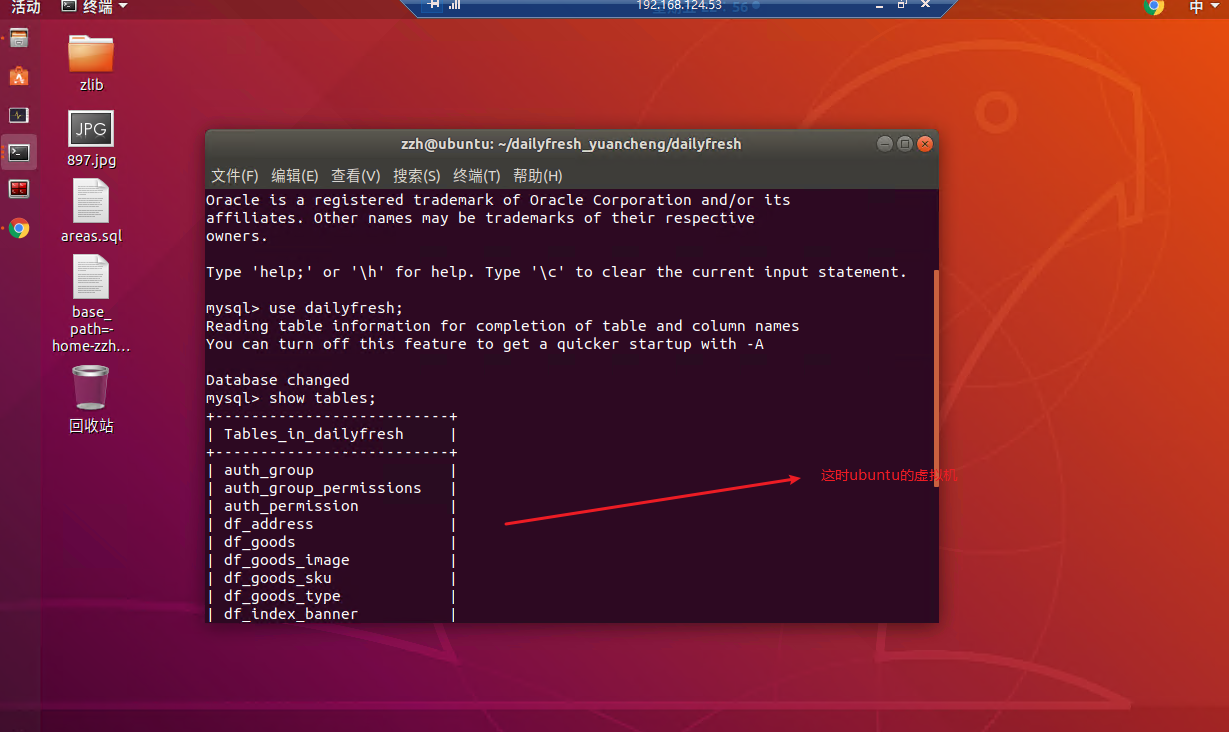 活动
终端
192.168.124.53
中
zlib
JPG
897.jpg
areas.sql
base_
path=-
home-zzh...
回收站
zzh@ubuntu: ~/dailyfresh_yuancheng/dailyfresh
文件(F) 编辑(E) 查看(V) 搜索(S) 终端(T) 帮助(H)
Oracle is a registered trademark of Oracle Corporation and/or its
affiliates. Other names may be trademarks of their respective
owners.
Type 'help;' or '\h' for help. Type '\c' to clear the current input statement.
mysql> use dailyfresh;
Reading table information for completion of table and column names
You can turn off this feature to get a quicker startup with -A
Database changed
mysql> show tables;
+--------------------------+
| Tables_in_dailyfresh |
+--------------------------+
| auth_group |
| auth_group_permissions |
| auth_permission |
| df_address |
| df_goods |
| df_goods_image |
| df_goods_sku |
| df_goods_type |
| df_index_banner |
这时ubuntu的虚拟机